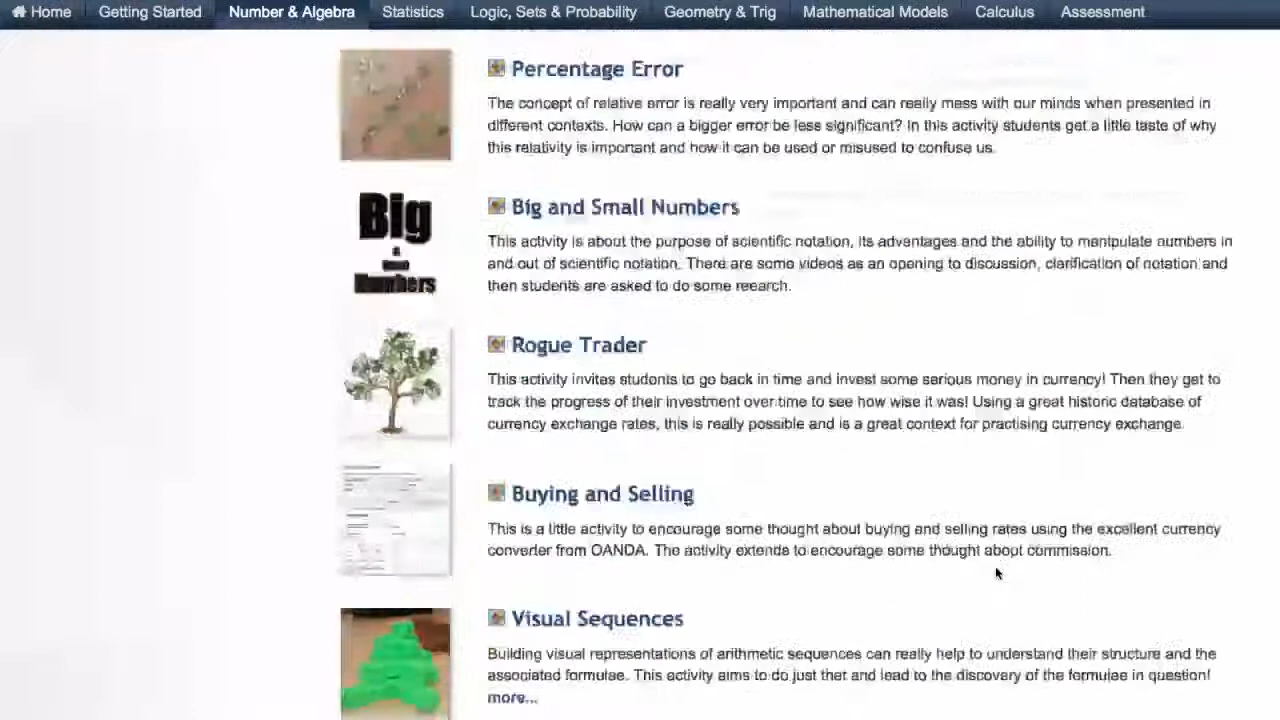 Home Getting Started Number & Algebra Statistics Logic, Sets & Probability Geometry & Trig Mathematical Models Calculus Assessment
Percentage Error
The concept of relative error is really very important and can really mess with our minds when presented in
different contexts. How can a bigger error be less significant? In this activity students get a little taste of why
this relativity is important and how it can be used or misused to confuse us.
Big
Numbers
Big and Small Numbers
This activity is about the purpose of scientific notation, its advantages and the ability to manipulate numbers in
and out of scientific notation. There are some videos as an opening to discussion, clarification of notation and
then students are asked to do some reearch.
Rogue Trader
This activity invites students to go back in time and invest some serious money in currency! Then they get to
track the progress of their investment over time to see how wise it was! Using a great historic database of
currency exchange rates, this is really possible and is a great context for practising currency exchange.
Buying and Selling
This is a little activity to encourage some thought about buying and selling rates using the excellent currency
converter from OANDA. The activity extends to encourage some thought about commission.
Visual Sequences
Building visual representations of arithmetic sequences can really help to understand their structure and the
associated formulae. This activity aims to do just that and lead to the discovery of the formulae in question!
more...